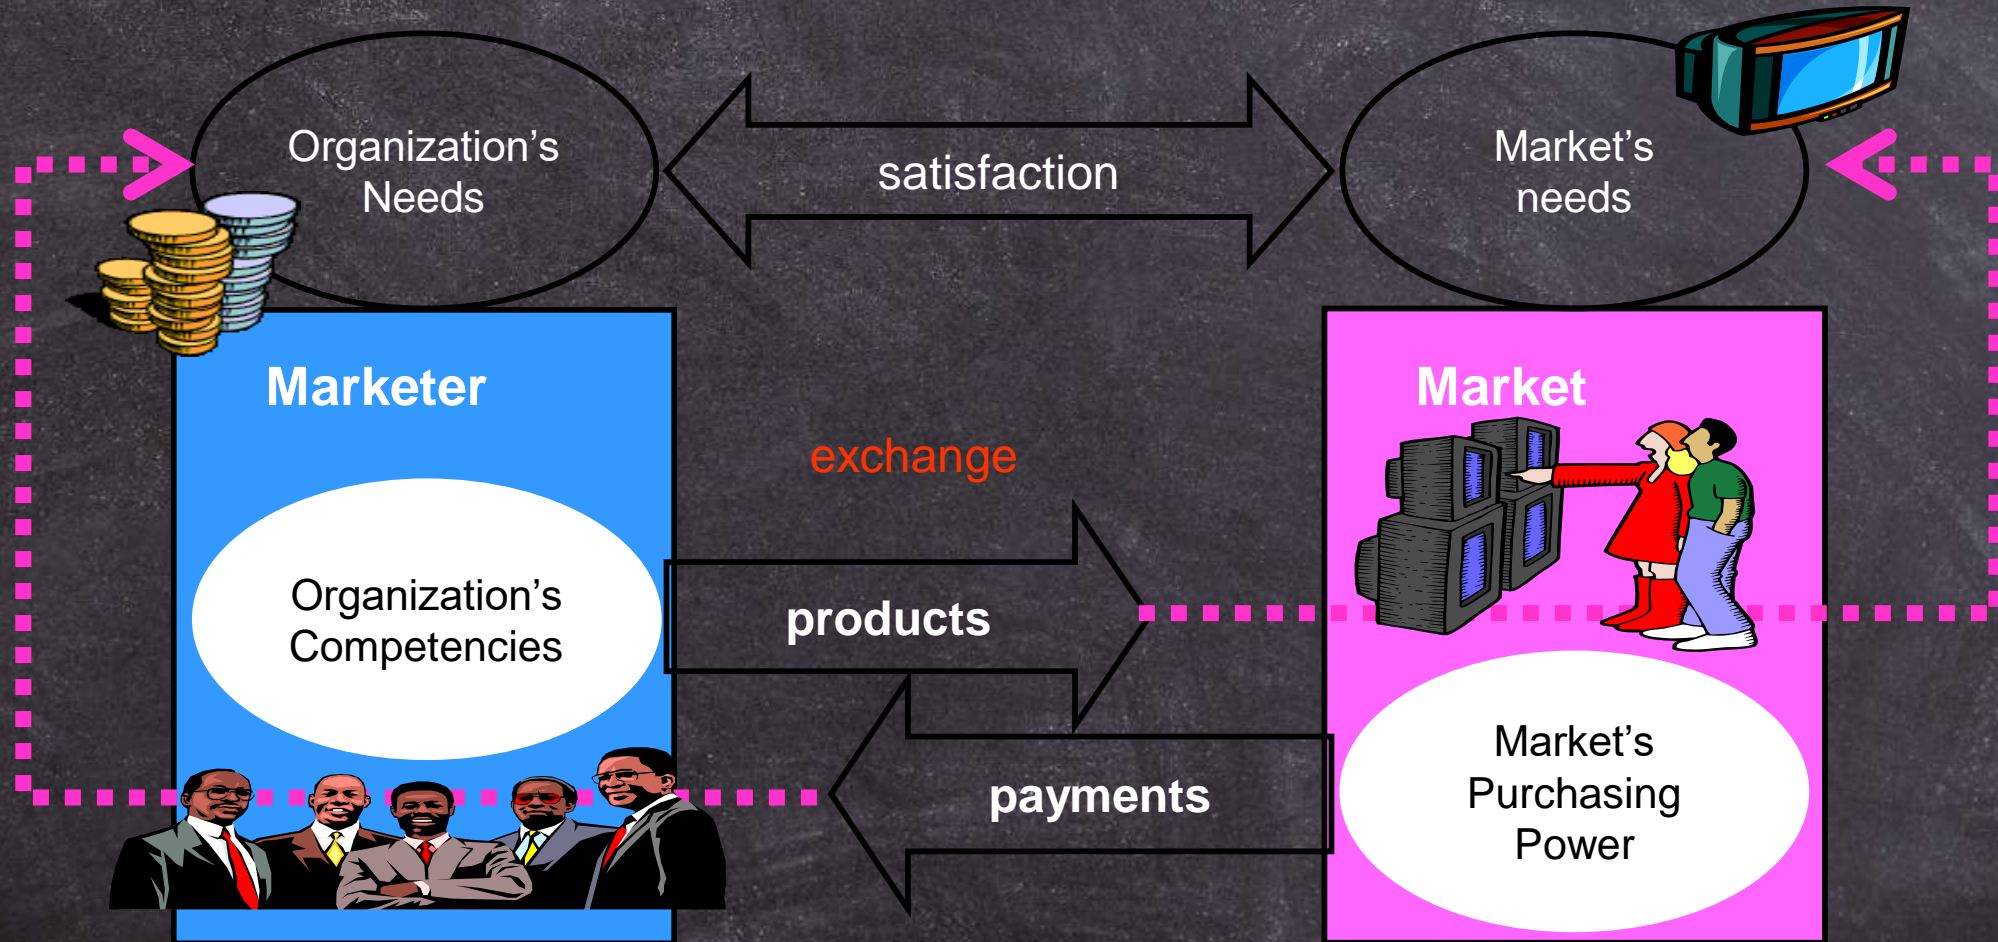 Organization's
Needs
satisfaction
Market's
needs
Marketer
Market
exchange
Organization's
Competencies
products
payments
Market's
Purchasing
Power